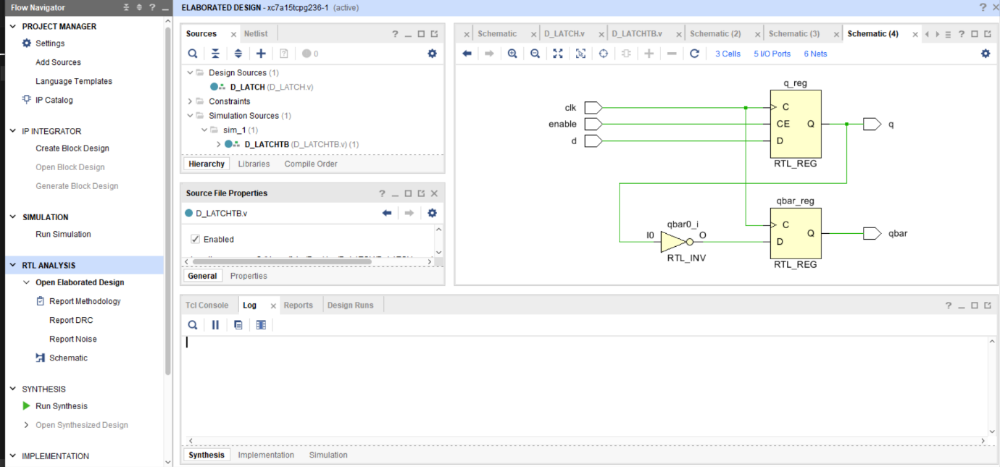 Flow Navigator
PROJECT MANAGER
Settings
Add Sources
Language Templates
IP Catalog
IP INTEGRATOR
Create Block Design
Open Block Design
Generate Block Design
SIMULATION
Run Simulation
RTL ANALYSIS
Open Elaborated Design
Report Methodology
Report DRC
Report Noise
Schematic
SYNTHESIS
Run Synthesis
Open Synthesized Design
IMPLEMENTATION
ELABORATED DESIGN - xc7a15tcpg236-1 (active)
Sources Netlist
0
Design Sources (1)
D_LATCH (D_LATCH.v)
Constraints
Simulation Sources (1)
sim_1 (1)
D_LATCHTB (D_LATCHTB.v) (1)
Hierarchy Libraries Compile Order
Source File Properties
D_LATCHTB.v
Enabled
General Properties
Schematic D_LATCH.v D_LATCHTB.v Schematic (2) Schematic (3) Schematic (4)
3 Cells 5 I/O Ports 6 Nets
q_reg
clk C
enable CE Q q
d D
RTL_REG
qbar_reg
qbar0_i
C
I0 O Q qbar
D
RTL_INV
RTL_REG
Tcl Console Log Reports Design Runs
Synthesis Implementation Simulation